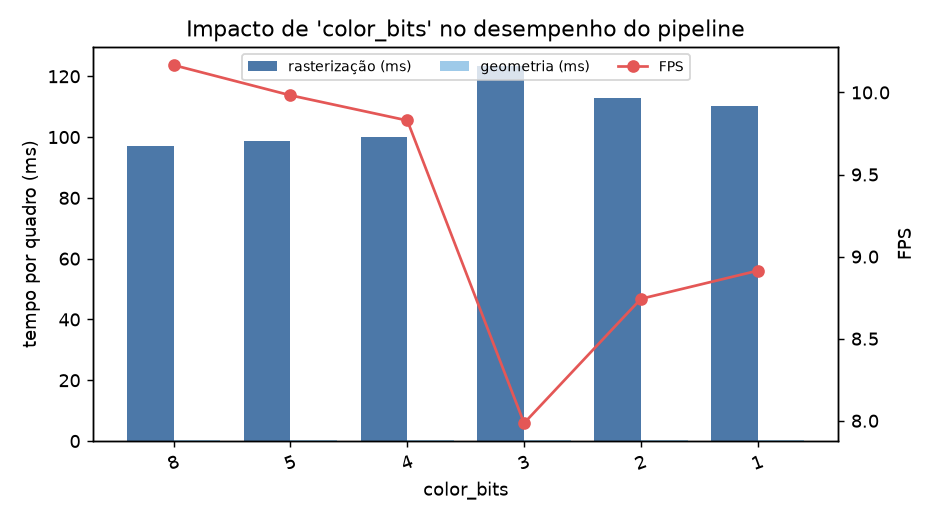 Impacto de 'color_bits' no desempenho do pipeline
rasterização (ms) geometria (ms) FPS
tempo por quadro (ms)
120
100
80
60
40
20
0
10.0
9.5
9.0
8.5
8.0
FPS
8 5 4 3 2 1
color_bits